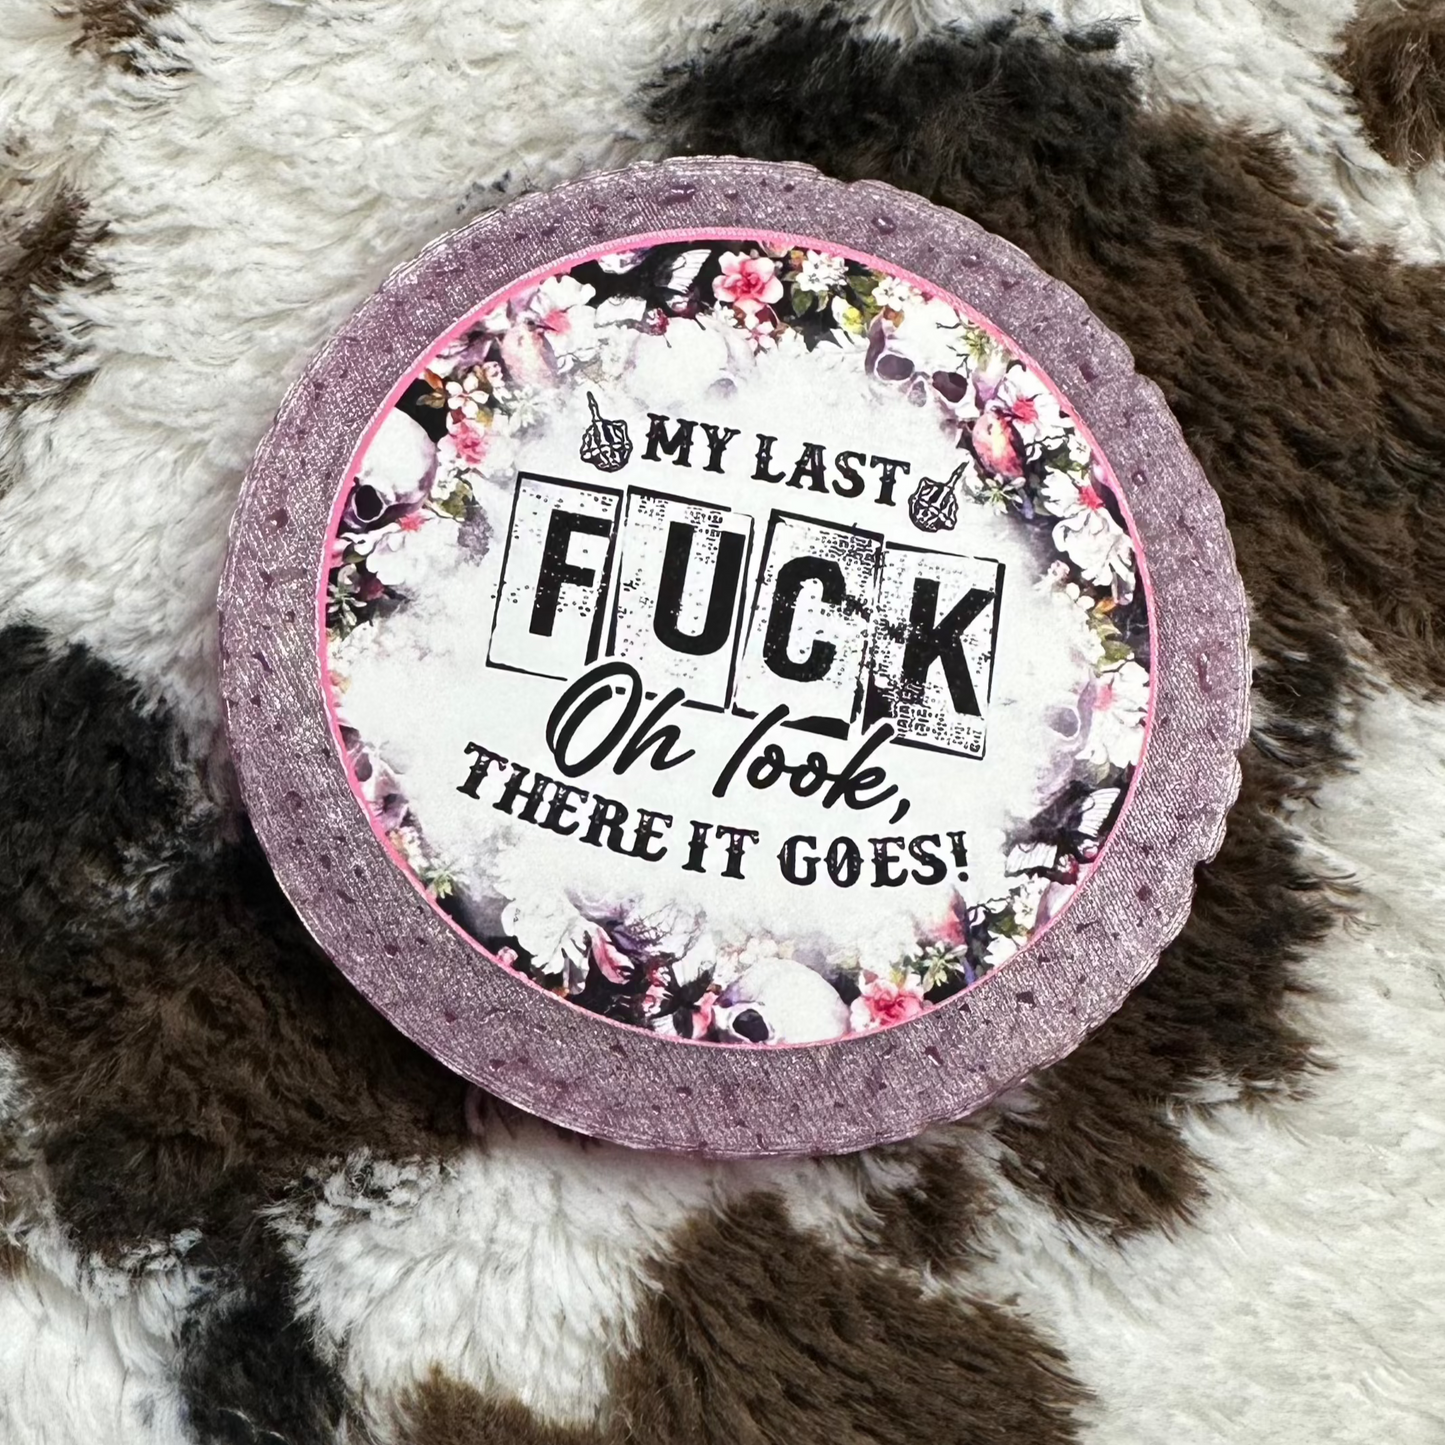 MY LAST
FUCK
Oh look,
THERE IT GOES!